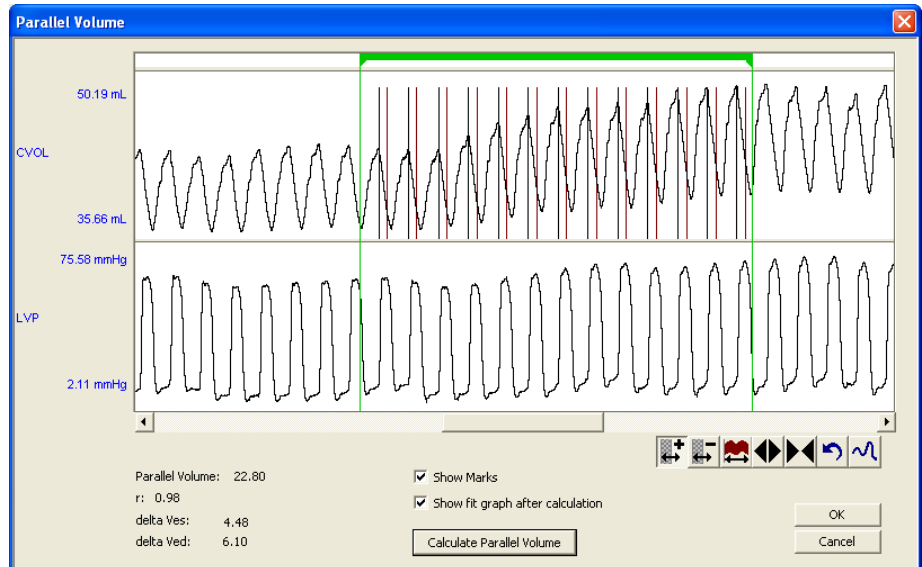 Parallel Volume
50.19 mL
CVOL
35.66 mL
75.58 mmHg
LVP
2.11 mmHg
Parallel Volume: 22.80
r: 0.98
delta Ves: 4.48
delta Ved: 6.10
Show Marks
Show fit graph after calculation
Calculate Parallel Volume
OK
Cancel